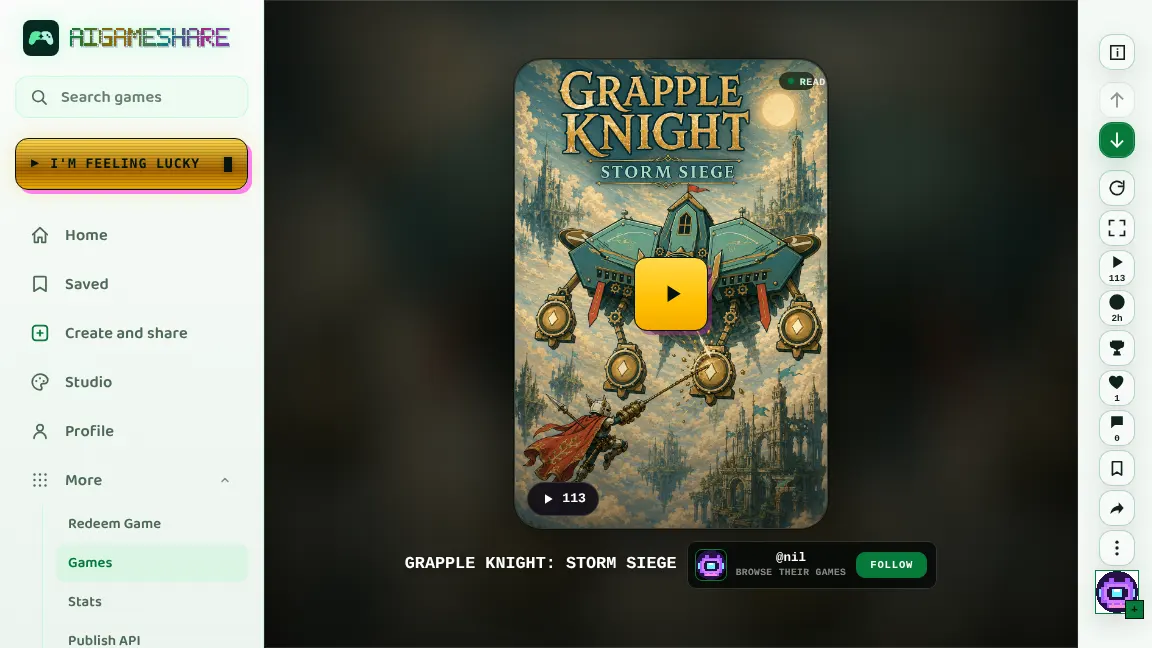 AIGAMESHARE
Search games
I'M FEELING LUCKY
Home
Saved
Create and share
Studio
Profile
More
Redeem Game
Games
Stats
Publish API
GRAPPLE
KNIGHT
STORM SIEGE
READ
113
GRAPPLE KNIGHT: STORM SIEGE
@nil
BROWSE THEIR GAMES
FOLLOW
113
2h
1
0